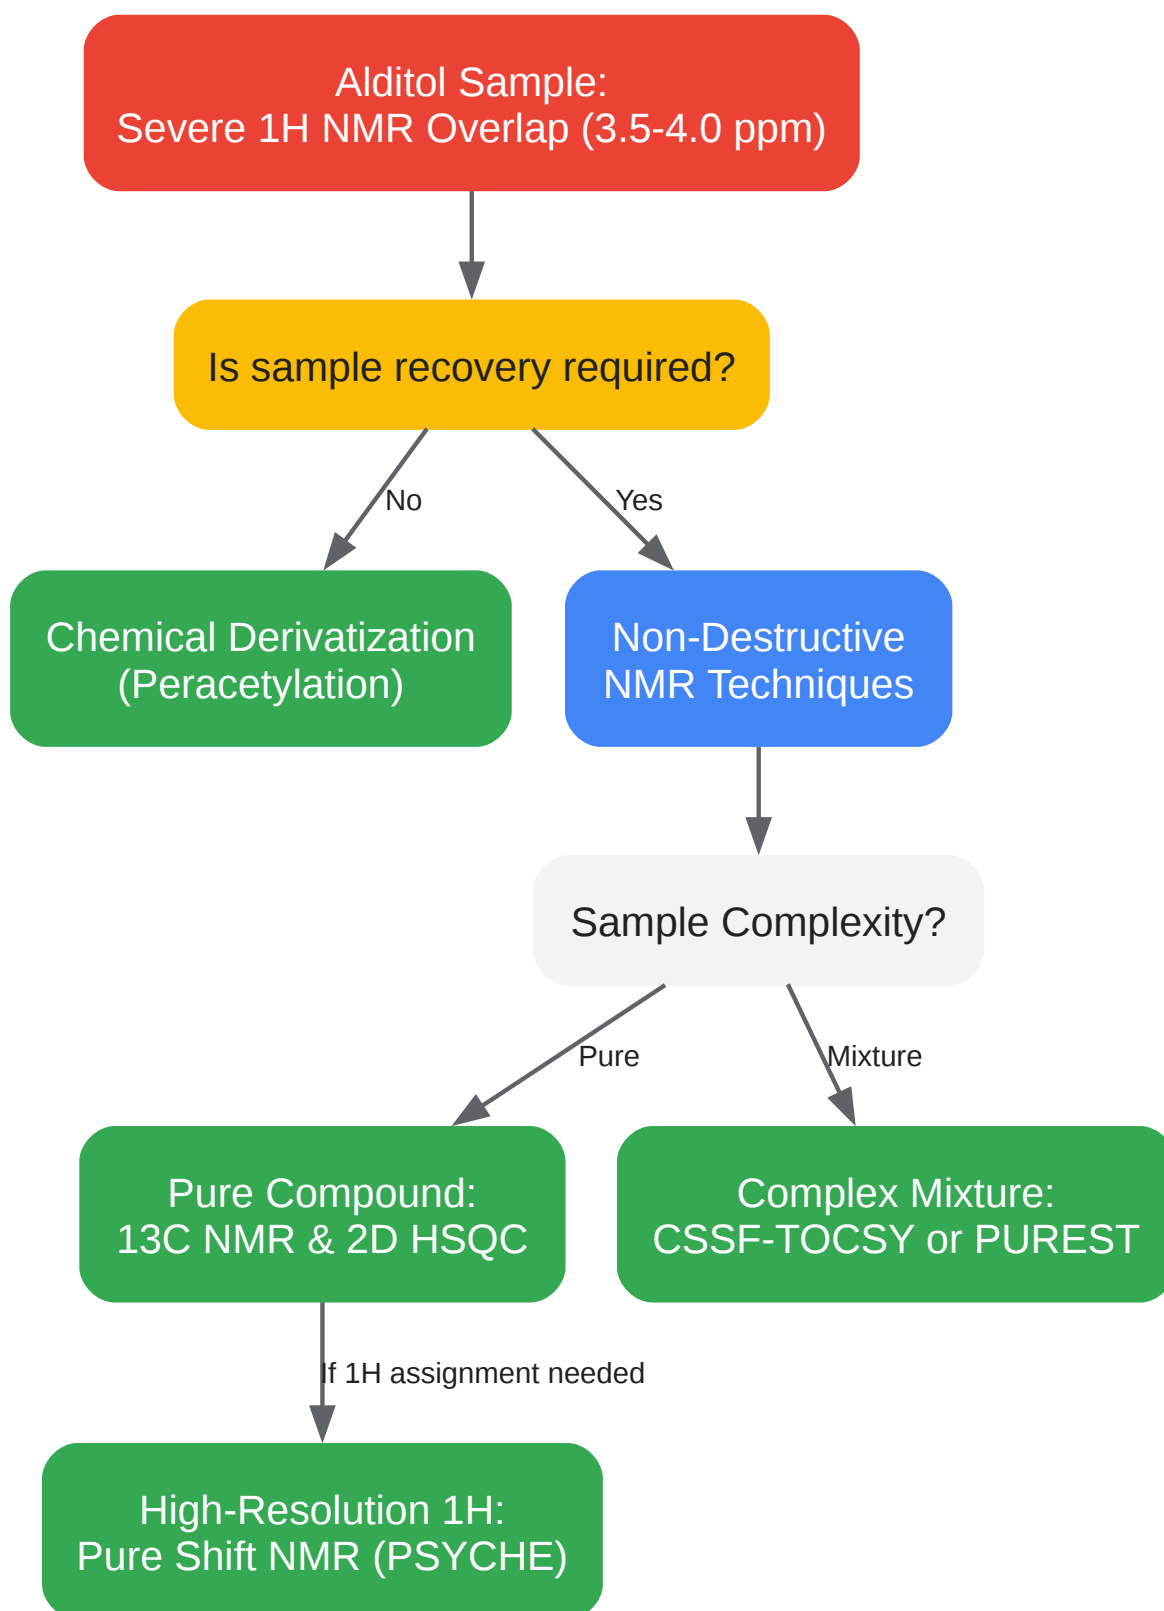 Alditol Sample:
Severe 1H NMR Overlap (3.5-4.0 ppm)
Is sample recovery required?
No
Yes
Chemical Derivatization
(Peracetylation)
Non-Destructive
NMR Techniques
Sample Complexity?
Pure
Mixture
Pure Compound:
13C NMR & 2D HSQC
Complex Mixture:
CSSF-TOCSY or PUREST
If 1H assignment needed
High-Resolution 1H:
Pure Shift NMR (PSYCHE)